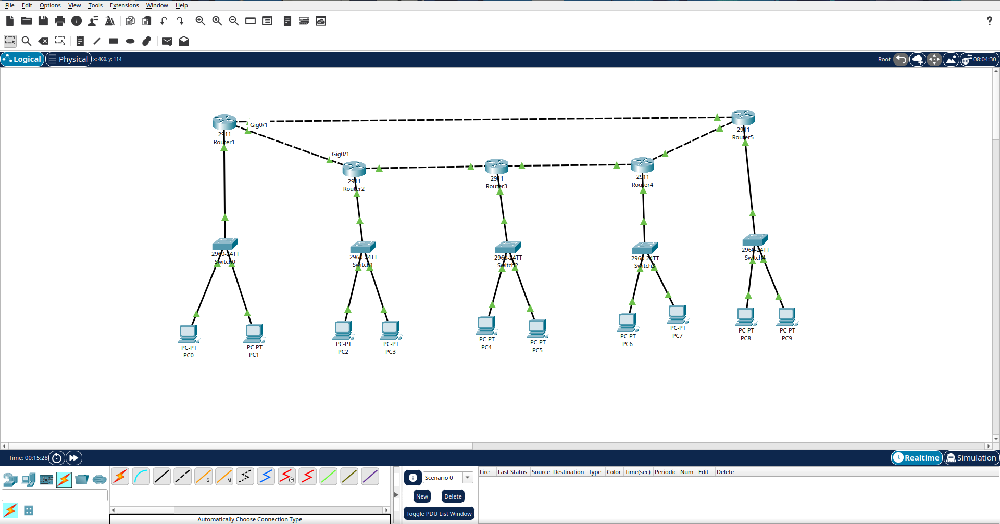 File Edit Options View Tools Extensions Window Help
Logical Physical x: 460, y: 114 Root 08:04:30
Gig0/1
2911
Router1
2911
Router5
Gig0/1
2911
Router2
2911
Router3
2911
Router4
2960-24TT
Switch0
2960-24TT
Switch1
2960-24TT
Switch2
2960-24TT
Switch3
2960-24TT
Switch4
PC-PT
PC0
PC-PT
PC1
PC-PT
PC2
PC-PT
PC3
PC-PT
PC4
PC-PT
PC5
PC-PT
PC6
PC-PT
PC7
PC-PT
PC8
PC-PT
PC9
Time: 00:15:28 Realtime Simulation
S M
Automatically Choose Connection Type
Scenario 0
New Delete
Toggle PDU List Window
Fire Last Status Source Destination Type Color Time(sec) Periodic Num Edit Delete